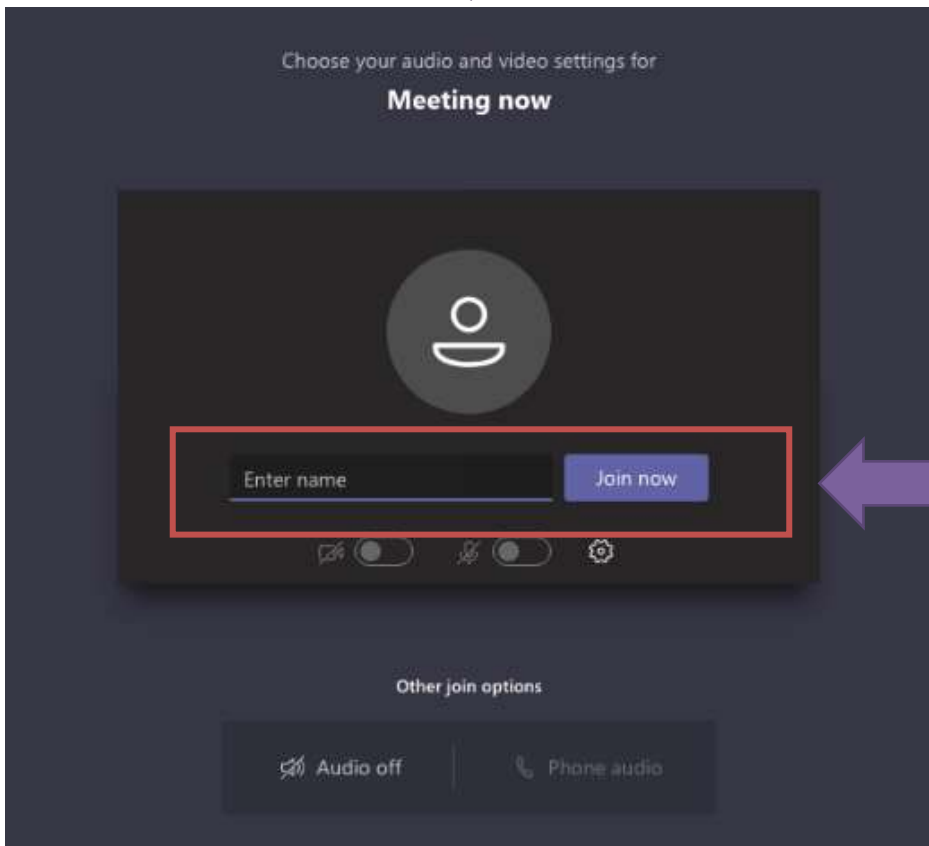 Choose your audio and video settings for
Meeting now
Enter name
Join now
Other join options
Audio off
Phone audio